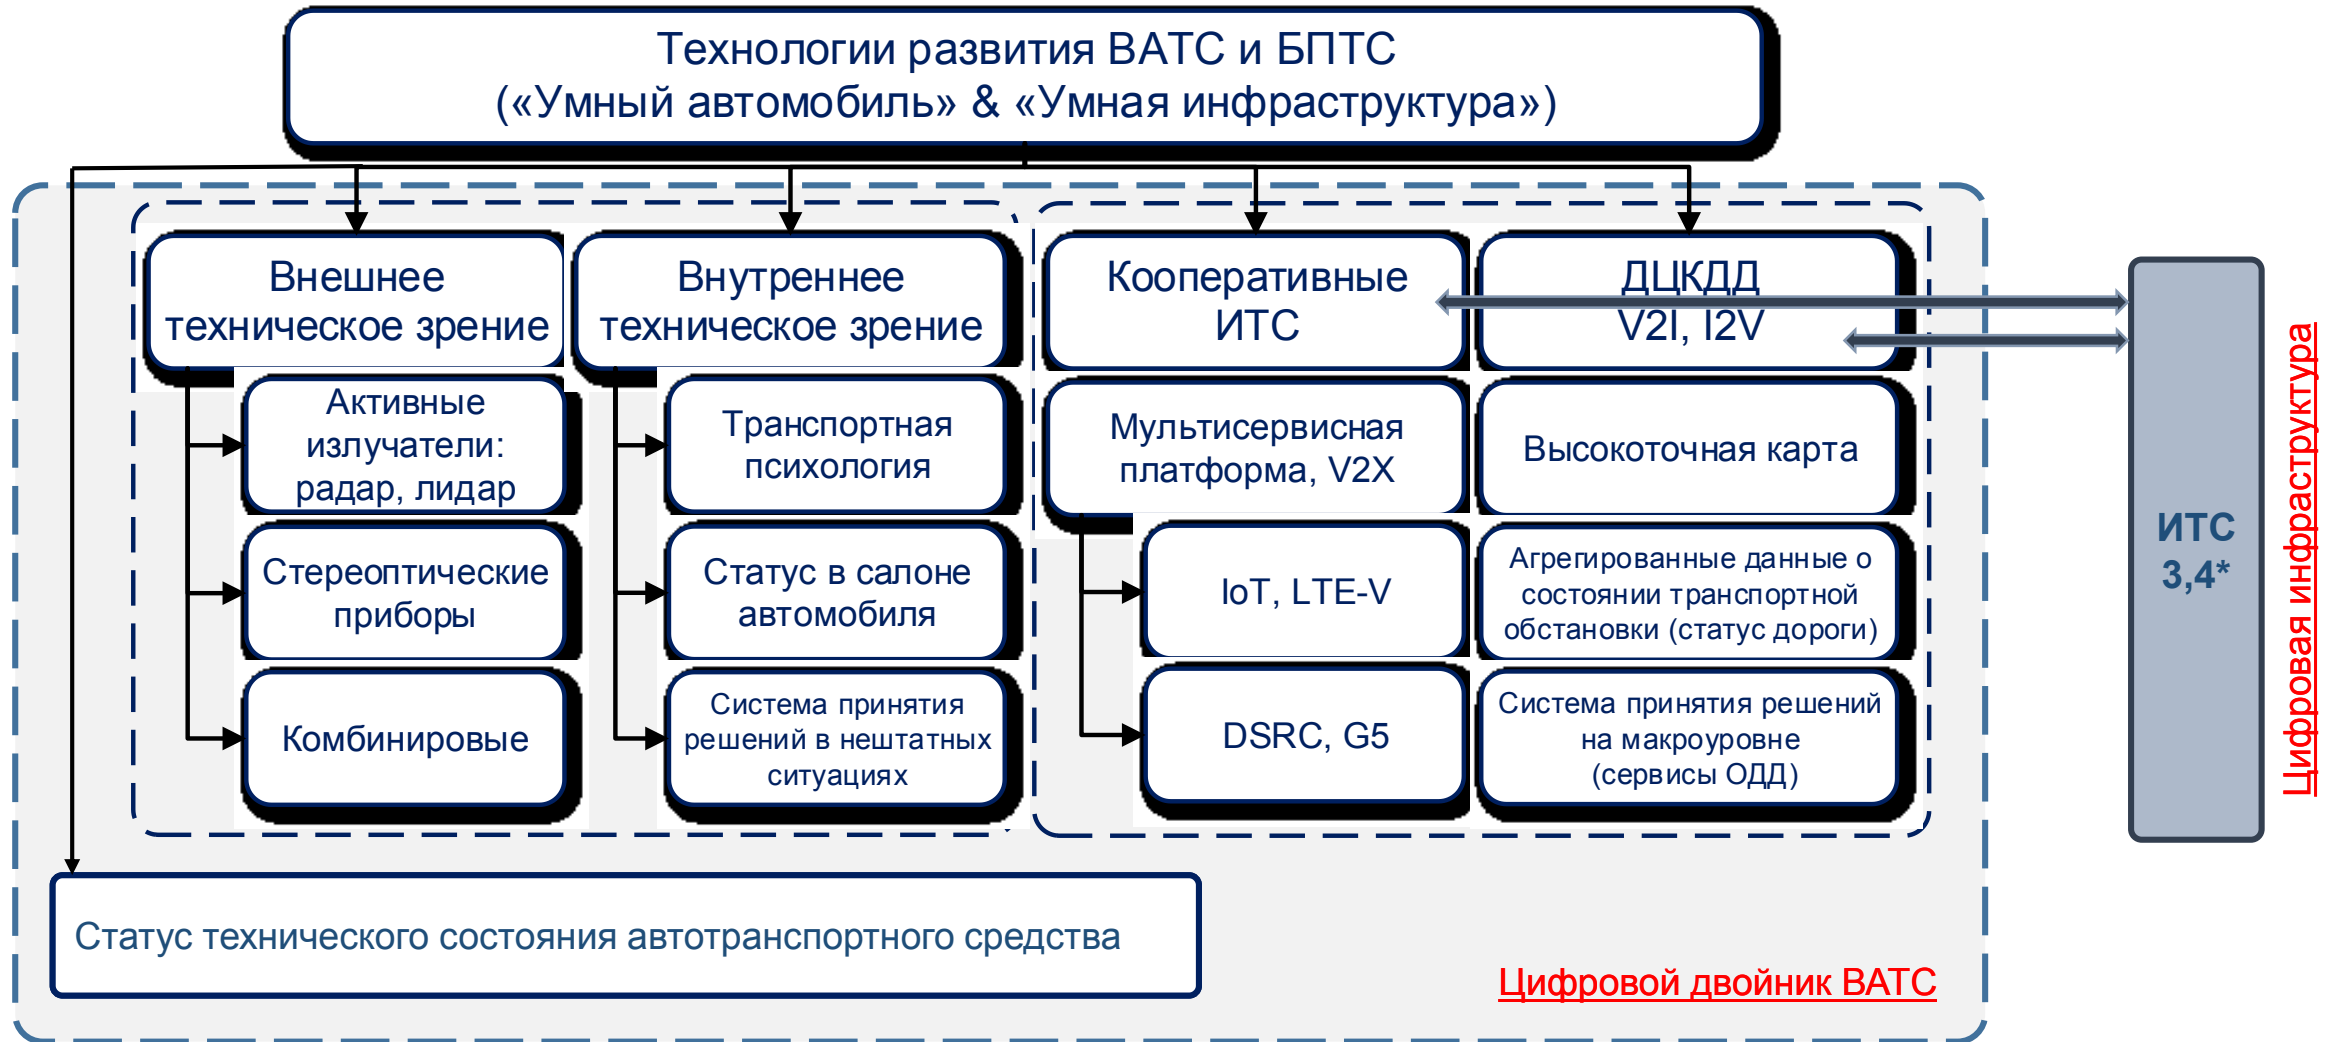 Технологии развития ВАТС и БПТС
(«Умный автомобиль» & «Умная инфраструктура»)
Внешнее
техническое зрение
Активные
излучатели:
радар, лидар
Стереоптические
приборы
Комбинировые
Внутреннее
техническое зрение
Транспортная
психология
Статус в салоне
автомобиля
Система принятия
решений в нештатных
ситуациях
Кооперативные
ИТС
Мультисервисная
платформа, V2X
IoT, LTE-V
DSRC, G5
ДЦКДД
V2I, I2V
Высокоточная карта
Агрегированные данные о
состоянии транспортной
обстановки (статус дороги)
Система принятия решений
на макроуровне
(сервисы ОДД)
Статус технического состояния автотранспортного средства
Цифровой двойник ВАТС
ИТС
3,4*
Цифровая инфраструктура